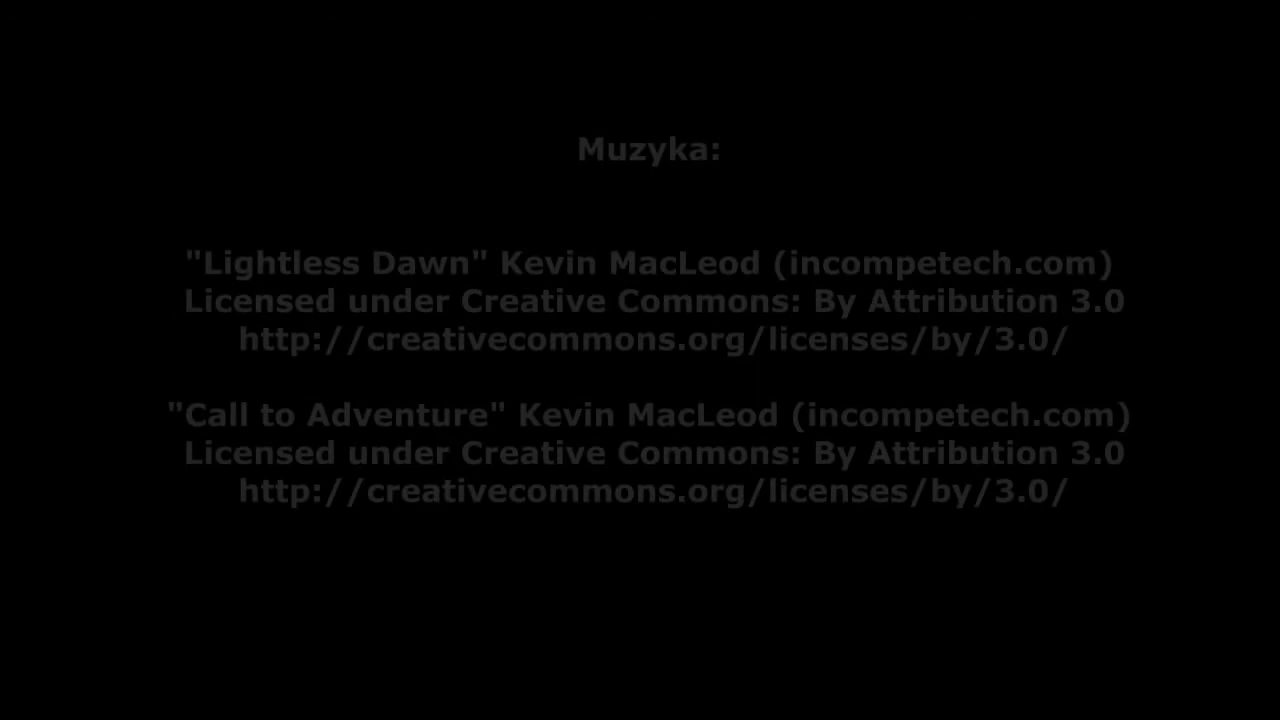 Muzyka:
"Lightless Dawn" Kevin MacLeod (incompetech.com)
Licensed under Creative Commons: By Attribution 3.0
http://creativecommons.org/licenses/by/3.0/
"Call to Adventure" Kevin MacLeod (incompetech.com)
Licensed under Creative Commons: By Attribution 3.0
http://creativecommons.org/licenses/by/3.0/